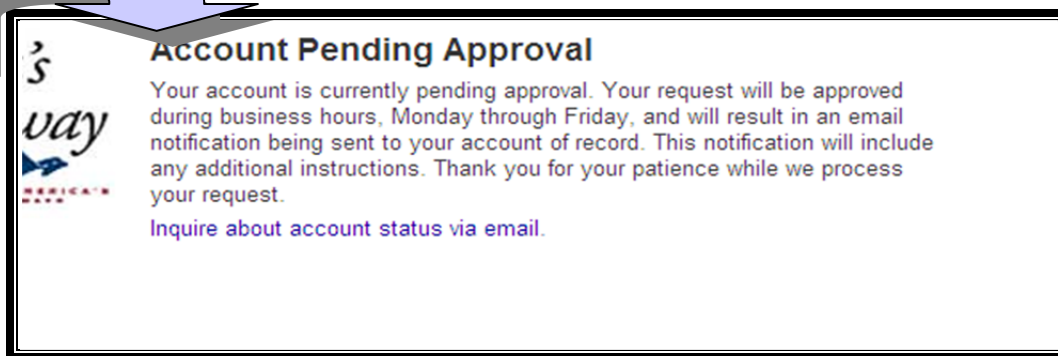 's
way
Account Pending Approval
Your account is currently pending approval. Your request will be approved
during business hours, Monday through Friday, and will result in an email
notification being sent to your account of record. This notification will include
any additional instructions. Thank you for your patience while we process
your request.
Inquire about account status via email.